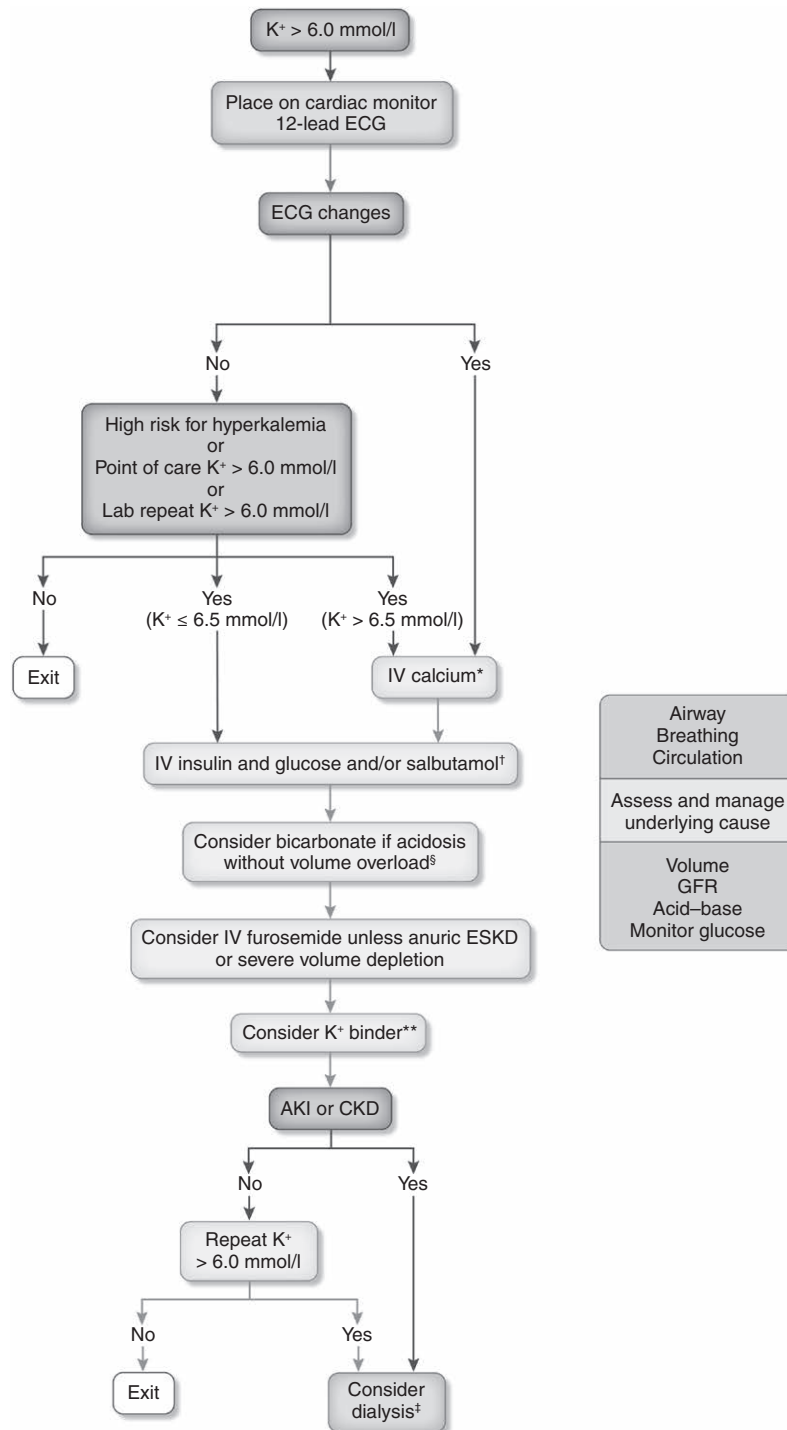 K⁺ > 6.0 mmol/l
Place on cardiac monitor
12-lead ECG
ECG changes
No
Yes
High risk for hyperkalemia
or
Point of care K⁺ > 6.0 mmol/l
or
Lab repeat K⁺ > 6.0 mmol/l
No
Yes
(K⁺ ≤ 6.5 mmol/l)
Yes
(K⁺ > 6.5 mmol/l)
Exit
IV calcium*
IV insulin and glucose and/or salbutamol†
Consider bicarbonate if acidosis
without volume overload§
Consider IV furosemide unless anuric ESKD
or severe volume depletion
Consider K⁺ binder**
AKI or CKD
No
Yes
Repeat K⁺
> 6.0 mmol/l
No
Yes
Exit
Consider
dialysis‡
Airway
Breathing
Circulation
Assess and manage
underlying cause
Volume
GFR
Acid–base
Monitor glucose